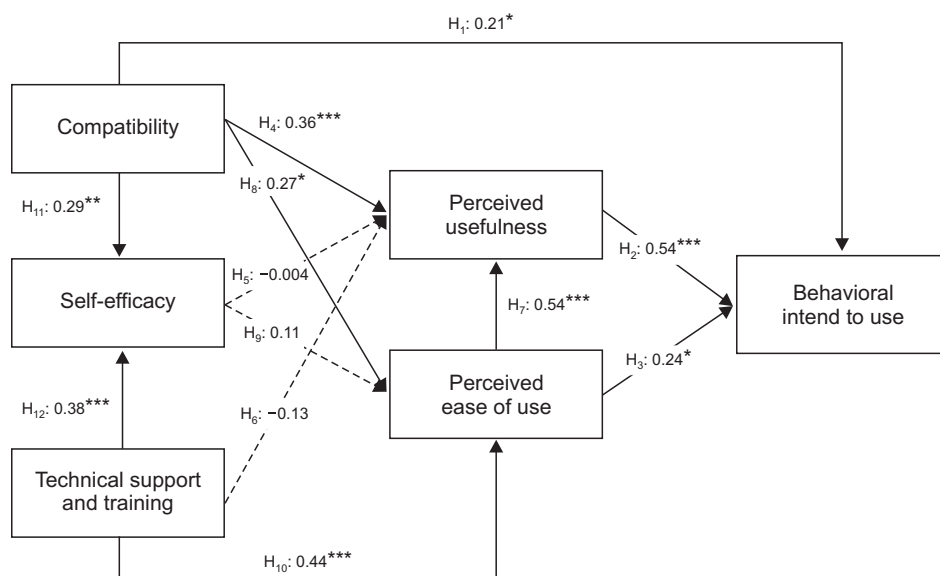 H₁: 0.21*
Compatibility
H₄: 0.36***
H₈: 0.27*
Perceived
usefulness
H₁₁: 0.29**
H₂: 0.54***
H₅: −0.004
Self-efficacy
Behavioral
intend to use
H₇: 0.54***
H₉: 0.11
H₃: 0.24*
Perceived
ease of use
H₁₂: 0.38***
H₆: −0.13
Technical support
and training
H₁₀: 0.44***